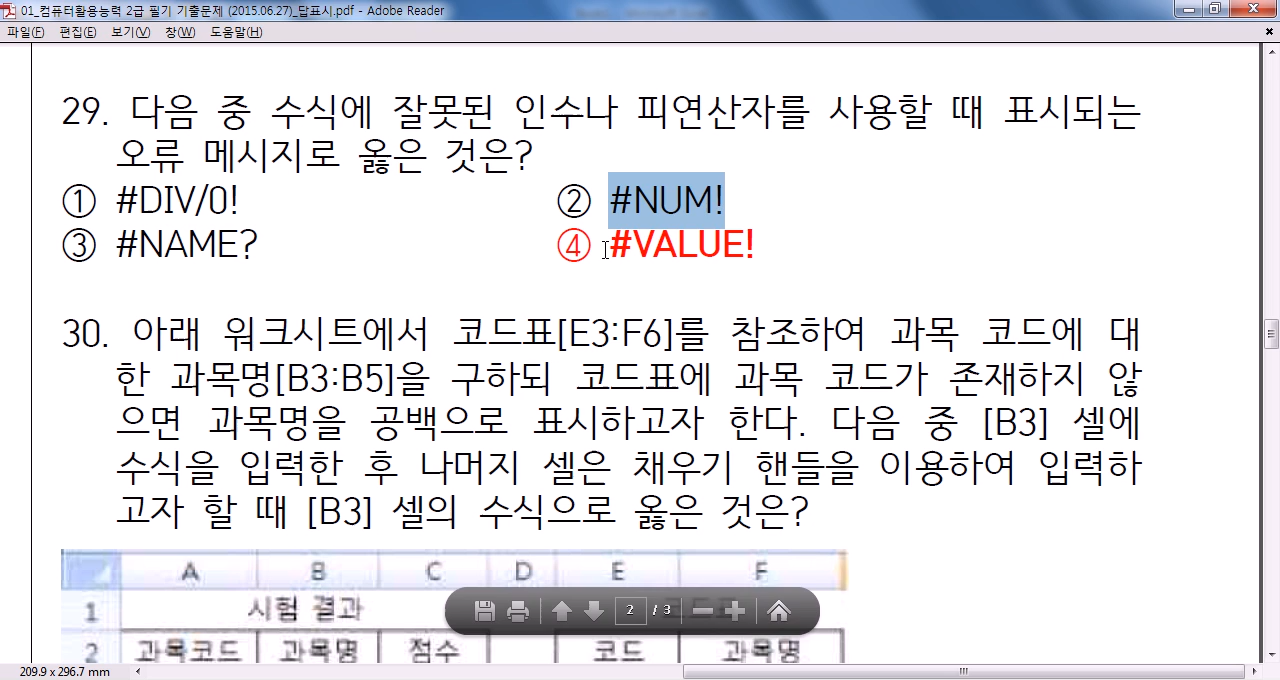 01_컴퓨터활용능력 2급 필기 기출문제 (2015.06.27)_답표시.pdf - Adobe Reader
파일(F) 편집(E) 보기(V) 창(W) 도움말(H)
29. 다음 중 수식에 잘못된 인수나 피연산자를 사용할 때 표시되는
오류 메시지로 옳은 것은?
① #DIV/0! ② #NUM!
③ #NAME? ④ #VALUE!
30. 아래 워크시트에서 코드표[E3:F6]를 참조하여 과목 코드에 대
한 과목명[B3:B5]을 구하되 코드표에 과목 코드가 존재하지 않
으면 과목명을 공백으로 표시하고자 한다. 다음 중 [B3] 셀에
수식을 입력한 후 나머지 셀은 채우기 핸들을 이용하여 입력하
고자 할 때 [B3] 셀의 수식으로 옳은 것은?
A B C D E F
1 시험 결과
2 / 3
2 과목코드 과목명 점수 코드 과목명
209.9 x 296.7 mm